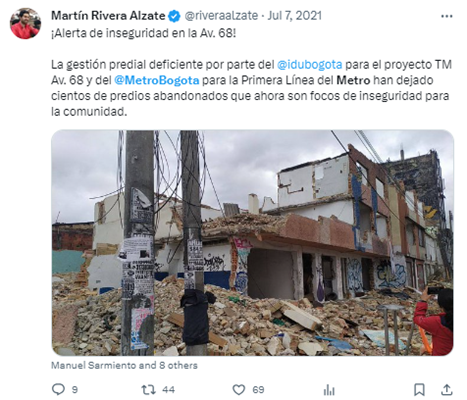 Martín Rivera Alzate @riveraalzate · Jul 7, 2021
¡Alerta de inseguridad en la Av. 68!
La gestión predial deficiente por parte del @idubogota para el proyecto TM
Av. 68 y del @MetroBogota para la Primera Línea del Metro han dejado
cientos de predios abandonados que ahora son focos de inseguridad para
la comunidad.
Manuel Sarmiento and 8 others
9 44 69